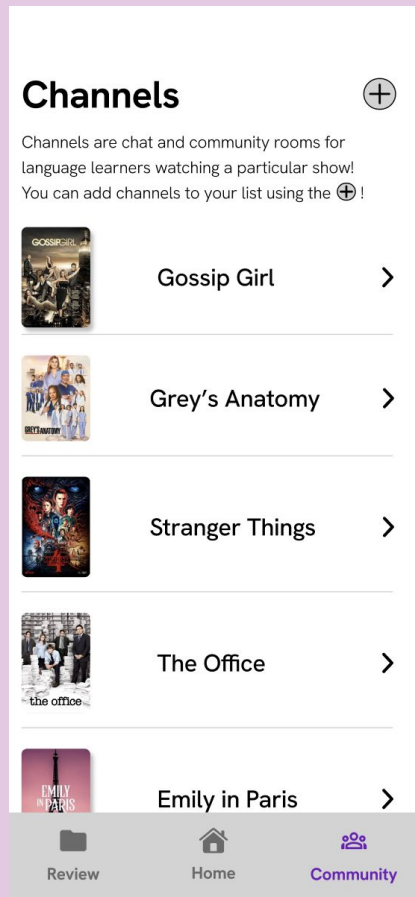 Channels
Channels are chat and community rooms for
language learners watching a particular show!
You can add channels to your list using the !
GOSSIP GIRL
Gossip Girl
GREY'S ANATOMY
Grey's Anatomy
4
Stranger Things
the office
The Office
EMILY
IN PARIS
Emily in Paris
Review
Home
Community